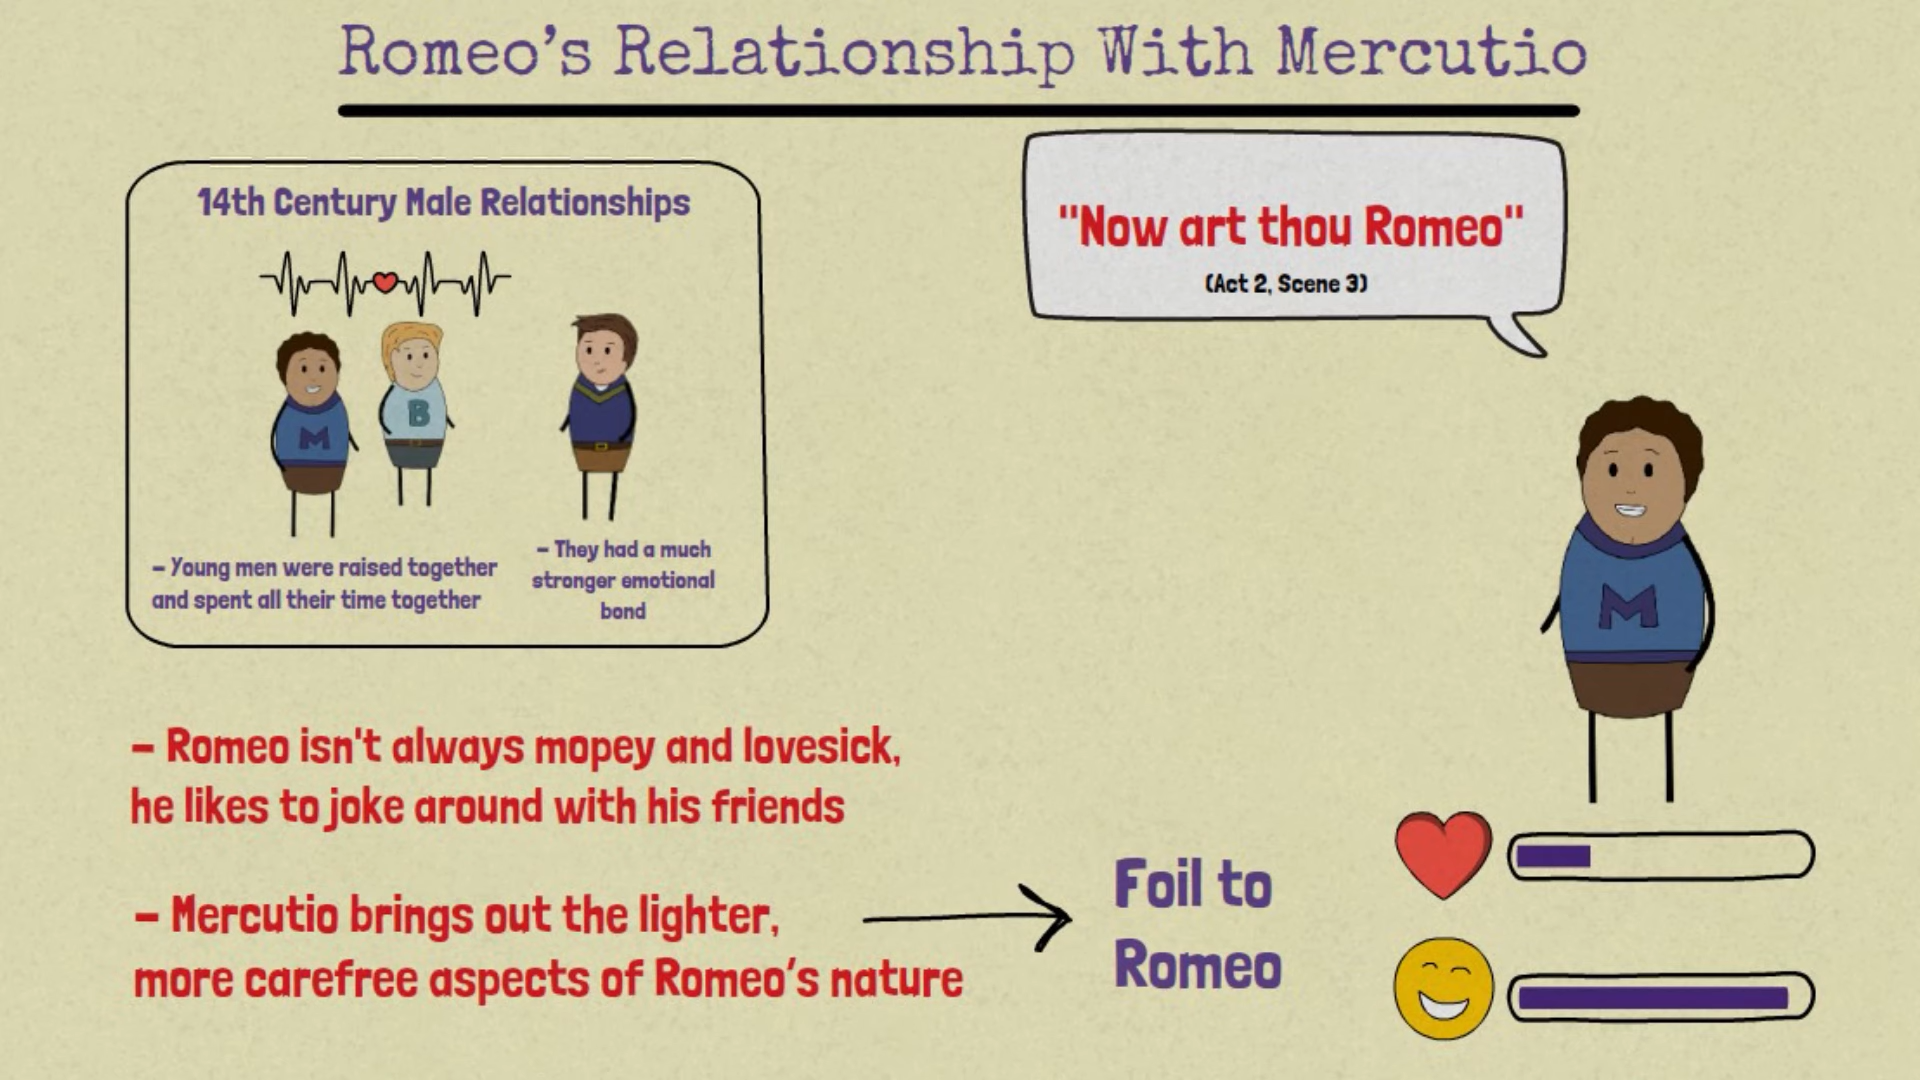 Romeo's Relationship With Mercutio
14th Century Male Relationships
M
B
– Young men were raised together
and spent all their time together
– They had a much
stronger emotional
bond
"Now art thou Romeo"
(Act 2, Scene 3)
M
– Romeo isn't always mopey and lovesick,
he likes to joke around with his friends
– Mercutio brings out the lighter,
more carefree aspects of Romeo's nature
Foil to
Romeo